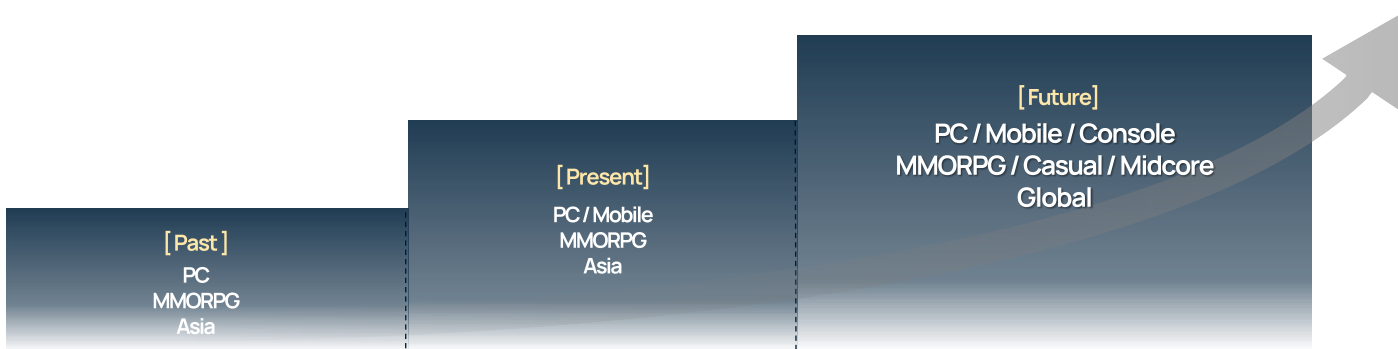 [ Past ]
PC
MMORPG
Asia
[ Present]
PC / Mobile
MMORPG
Asia
[ Future]
PC / Mobile / Console
MMORPG / Casual / Midcore
Global